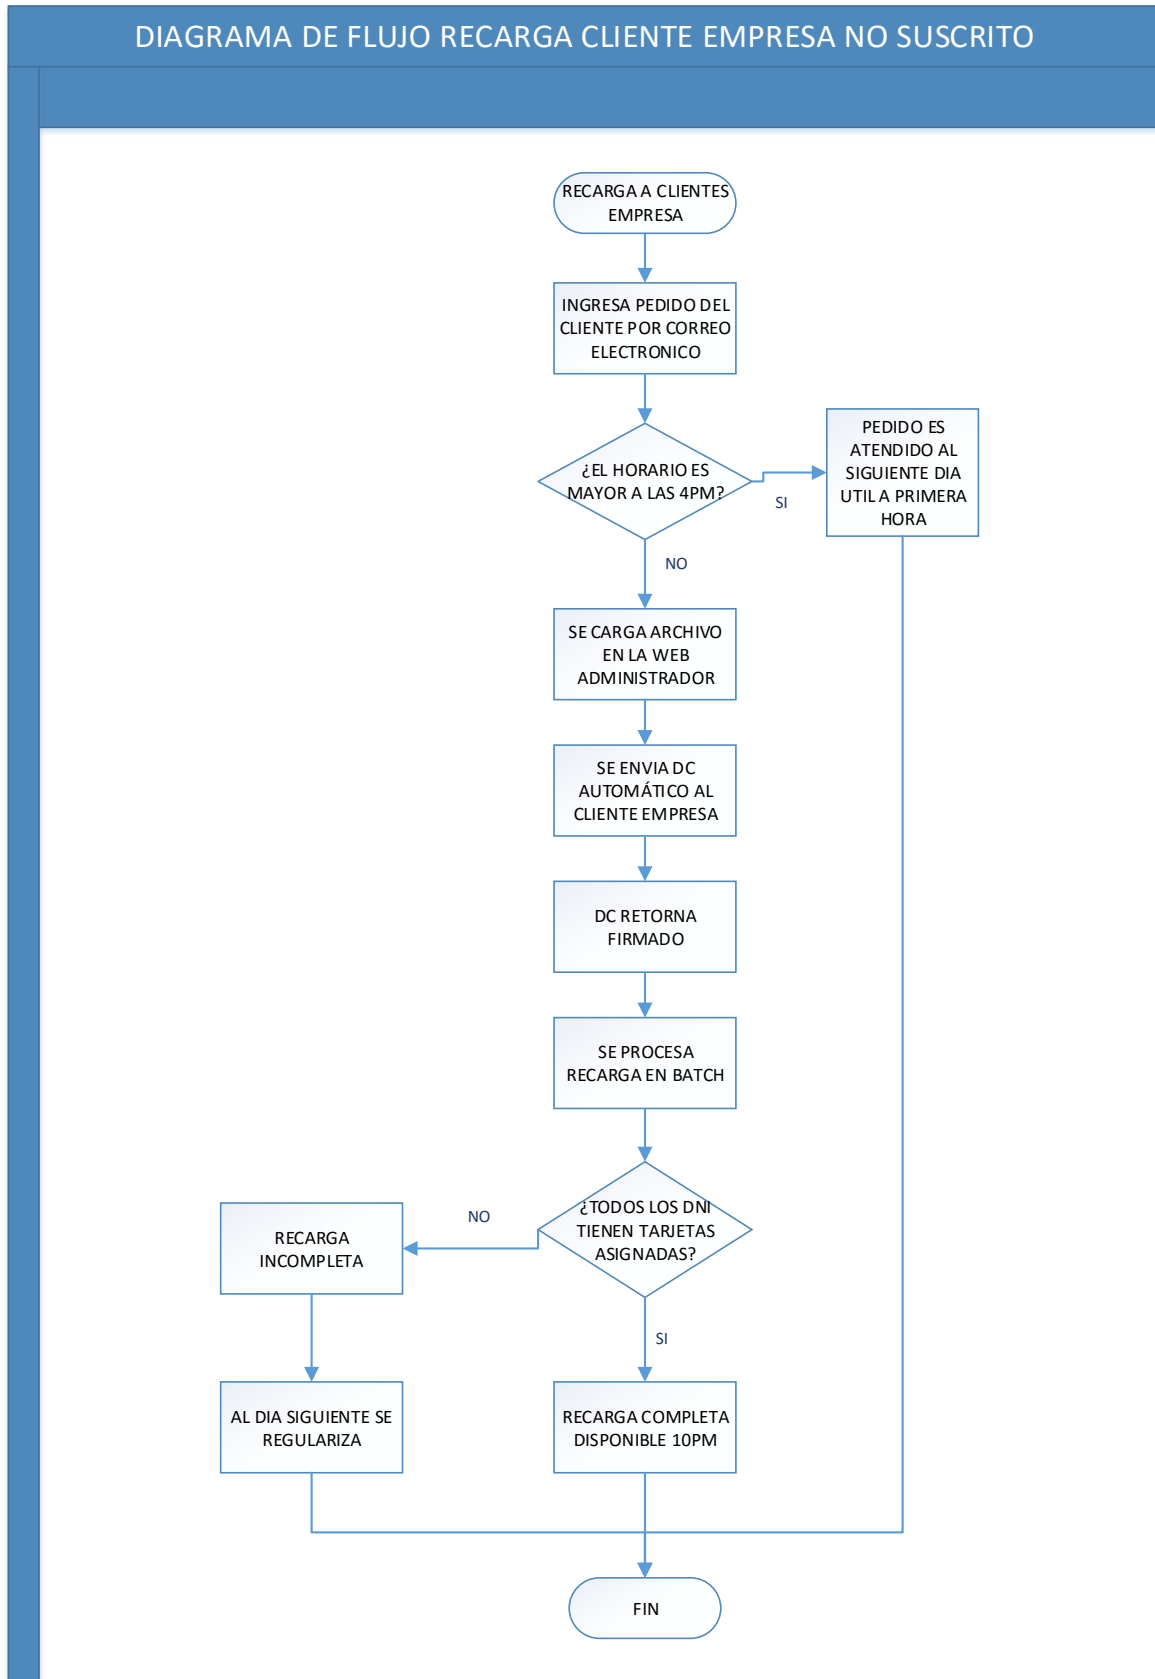 DIAGRAMA DE FLUJO RECARGA CLIENTE EMPRESA NO SUSCRITO
RECARGA A CLIENTES
EMPRESA
INGRESA PEDIDO DEL
CLIENTE POR CORREO
ELECTRONICO
¿EL HORARIO ES
MAYOR A LAS 4PM?
SI
PEDIDO ES
ATENDIDO AL
SIGUIENTE DIA
UTIL A PRIMERA
HORA
NO
SE CARGA ARCHIVO
EN LA WEB
ADMINISTRADOR
SE ENVIA DC
AUTOMÁTICO AL
CLIENTE EMPRESA
DC RETORNA
FIRMADO
SE PROCESA
RECARGA EN BATCH
¿TODOS LOS DNI
TIENEN TARJETAS
ASIGNADAS?
NO
RECARGA
INCOMPLETA
SI
AL DIA SIGUIENTE SE
REGULARIZA
RECARGA COMPLETA
DISPONIBLE 10PM
FIN